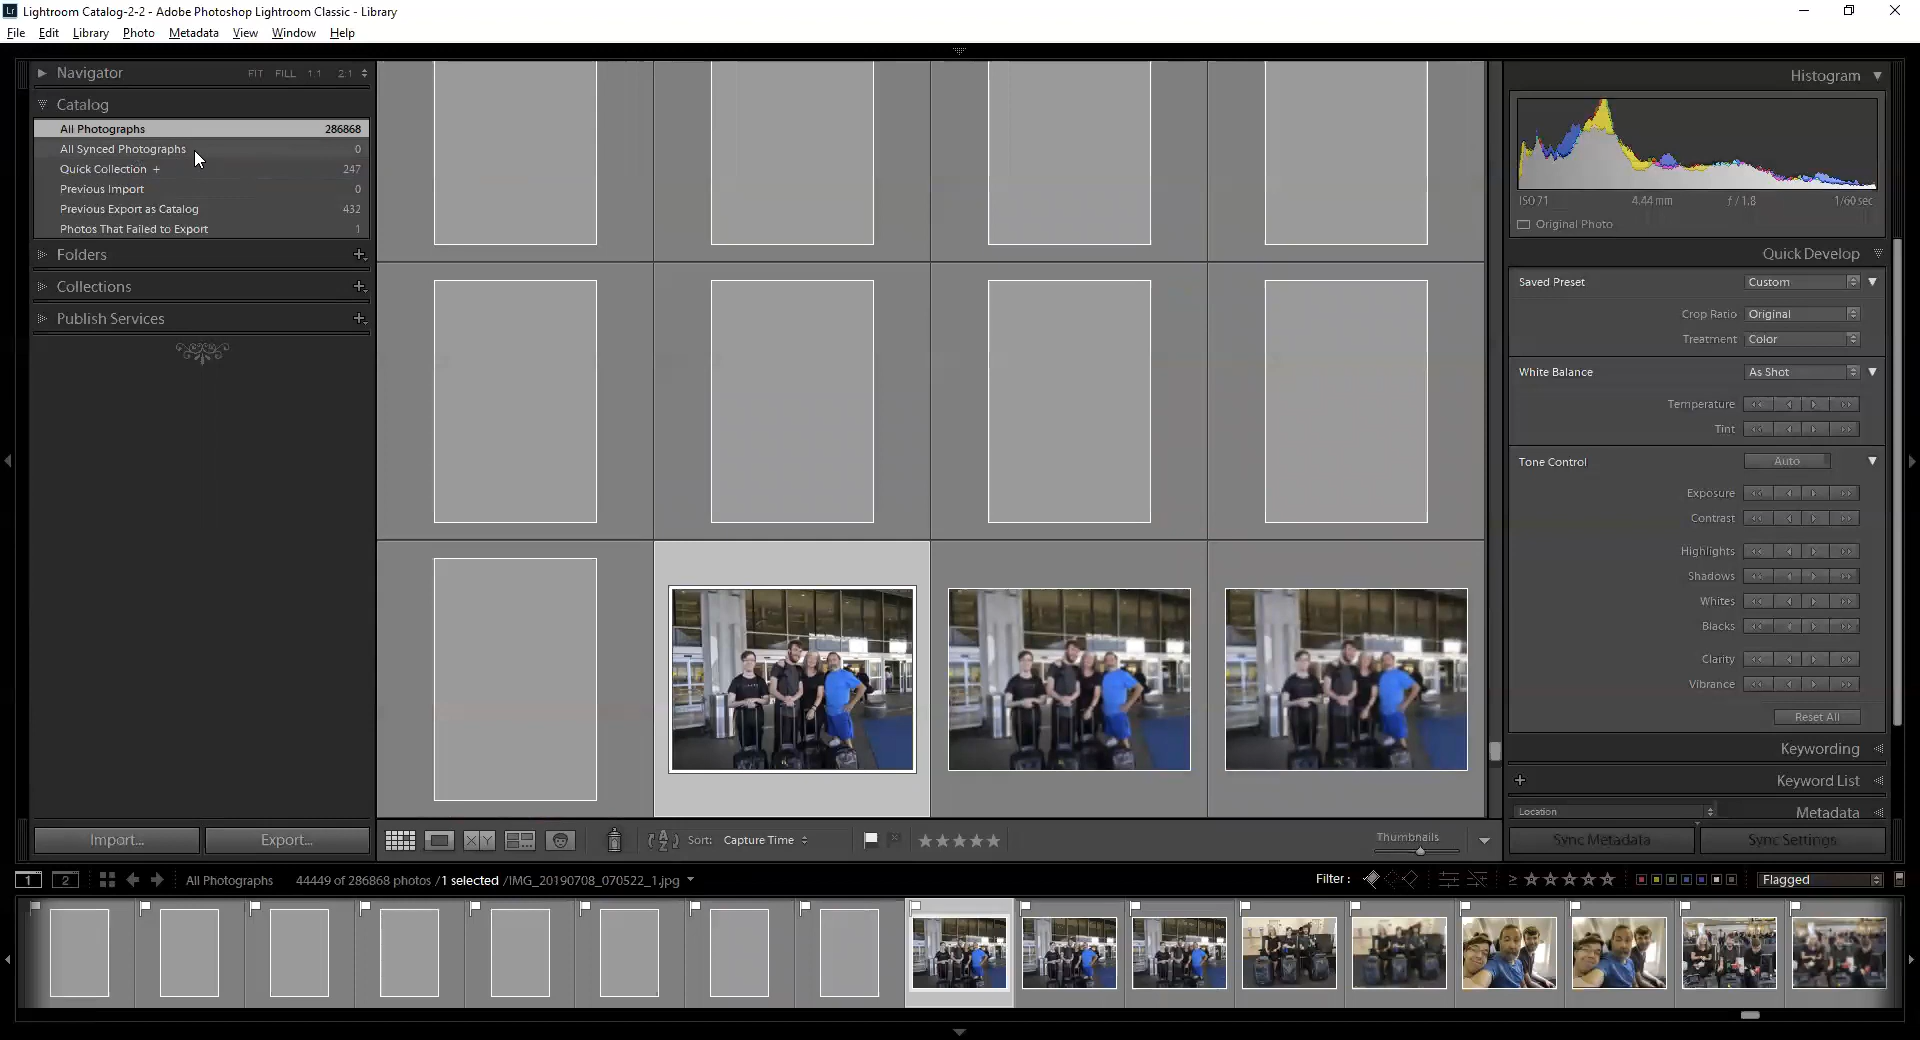 Lightroom Catalog-2-2 - Adobe Photoshop Lightroom Classic - Library
File Edit Library Photo Metadata View Window Help
Navigator FIT FILL 1:1 2:1
Catalog
All Photographs 286868
All Synced Photographs 0
Quick Collection + 247
Previous Import 0
Previous Export as Catalog 432
Photos That Failed to Export 1
Folders
Collections
Publish Services
Import... Export...
Sort: Capture Time
Thumbnails
Histogram
ISO 71 4.44 mm ƒ / 1.8 1/60 sec
Original Photo
Quick Develop
Saved Preset Custom
Crop Ratio Original
Treatment Color
White Balance As Shot
Temperature
Tint
Tone Control Auto
Exposure
Contrast
Highlights
Shadows
Whites
Blacks
Clarity
Vibrance
Reset All
Keywording
Keyword List
Location Metadata
Sync Metadata Sync Settings
1 2 All Photographs 44449 of 286868 photos / 1 selected / IMG_20190708_070522_1.jpg Filter : ≥ Flagged